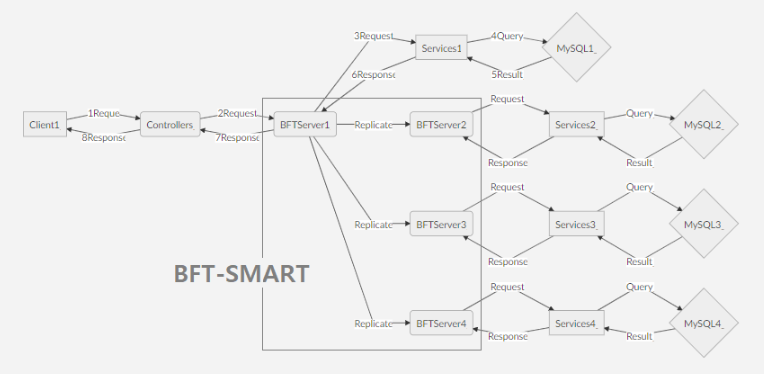 3Request
4Query
Services1
MySQL1_
6Response
5Result
1Reque
2Request
Client1
Controllers_
BFTServer1
8Response
7Response
Replicate
BFTServer2
Request
Query
Services2_
MySQL2_
Response
Result
Request
Query
Replicate
BFTServer3
Services3_
MySQL3_
Response
Result
BFT-SMART
Request
Query
Replicate
BFTServer4
Services4_
MySQL4_
Response
Result